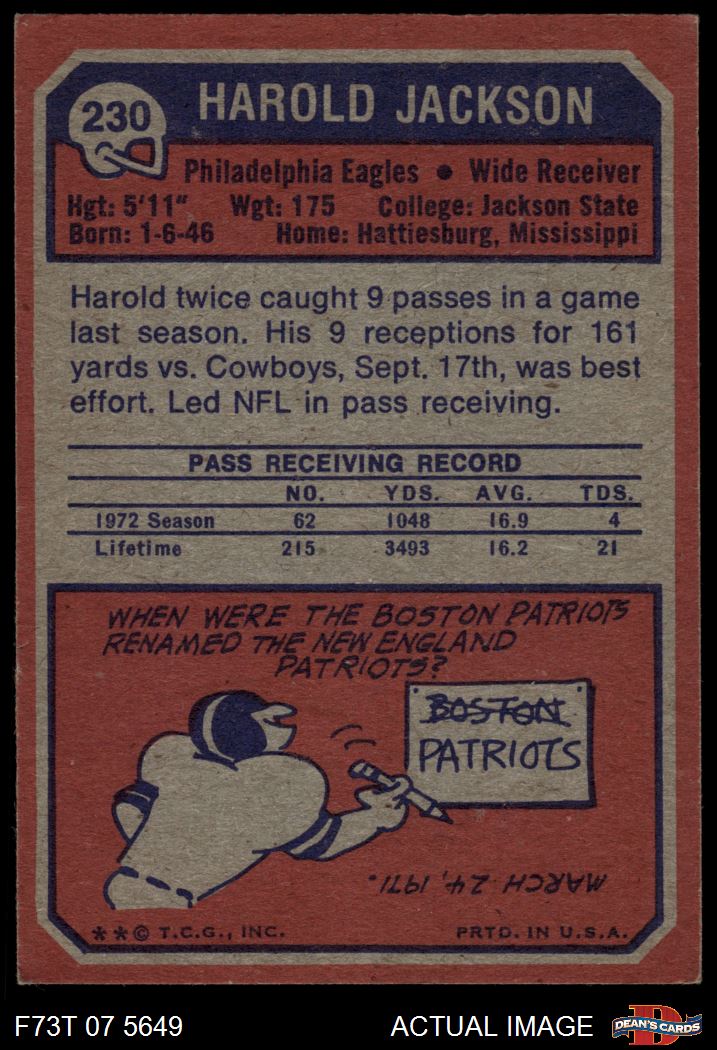 230
HAROLD JACKSON
Philadelphia Eagles • Wide Receiver
Hgt: 5'11" Wgt: 175 College: Jackson State
Born: 1-6-46 Home: Hattiesburg, Mississippi
Harold twice caught 9 passes in a game
last season. His 9 receptions for 161
yards vs. Cowboys, Sept. 17th, was best
effort. Led NFL in pass receiving.
PASS RECEIVING RECORD
NO. YDS. AVG. TDS.
1972 Season 62 1048 16.9 4
Lifetime 215 3493 16.2 21
WHEN WERE THE BOSTON PATRIOTS
RENAMED THE NEW ENGLAND
PATRIOTS?
BOSTON
PATRIOTS
MARCH 24, 1971.
**© T.C.G., INC. PRTD. IN U.S.A.
F73T 07 5649 ACTUAL IMAGE
D
DEAN'S CARDS